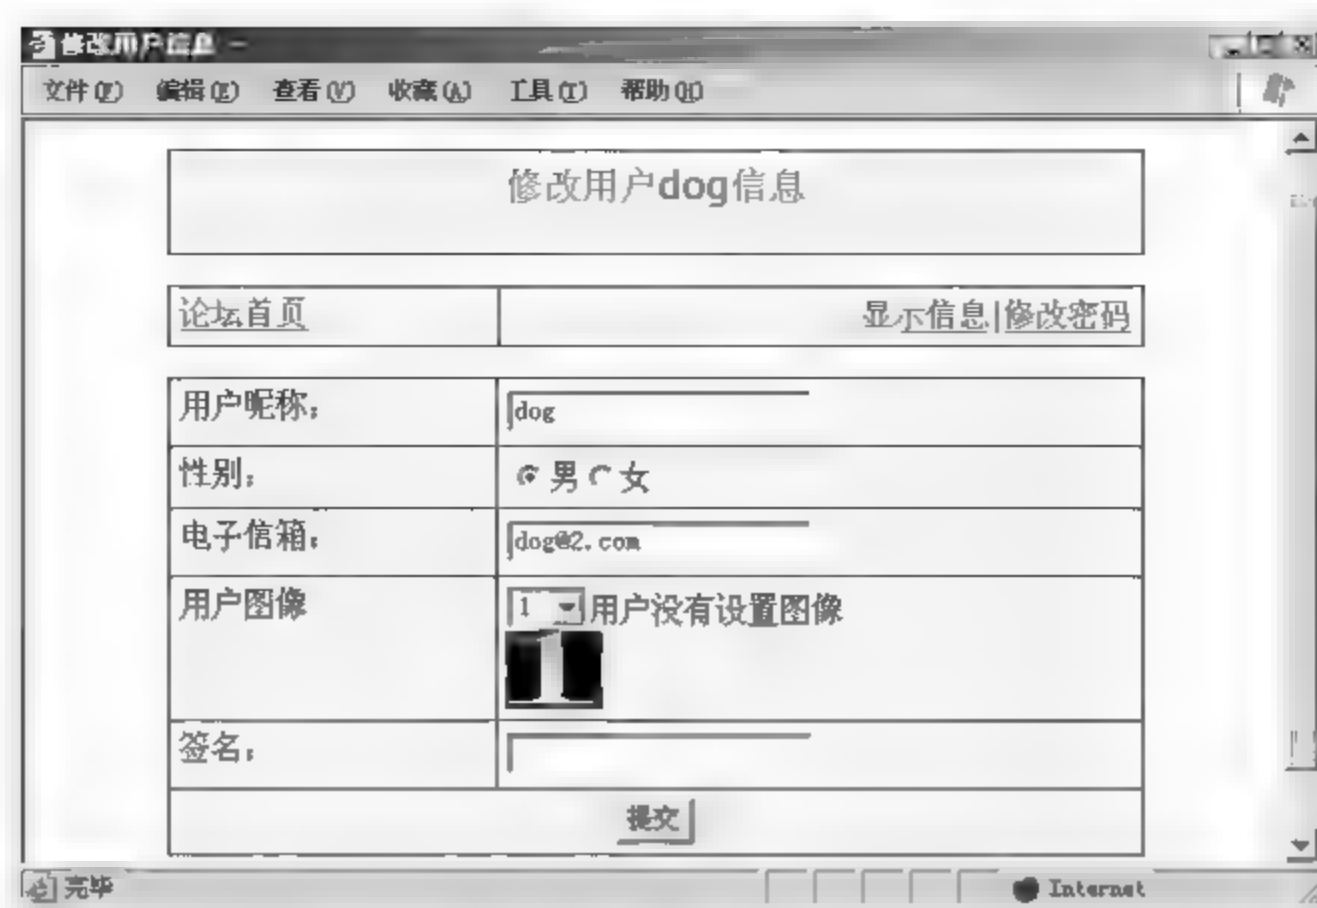 修改用户信息 -
文件(F) 编辑(E) 查看(V) 收藏(A) 工具(T) 帮助(H)
修改用户dog信息
论坛首页 显示信息|修改密码
用户昵称: dog
性别: 男 女
电子信箱: dog@2.com
用户图像 1 用户没有设置图像
1
签名:
提交
完毕 Internet